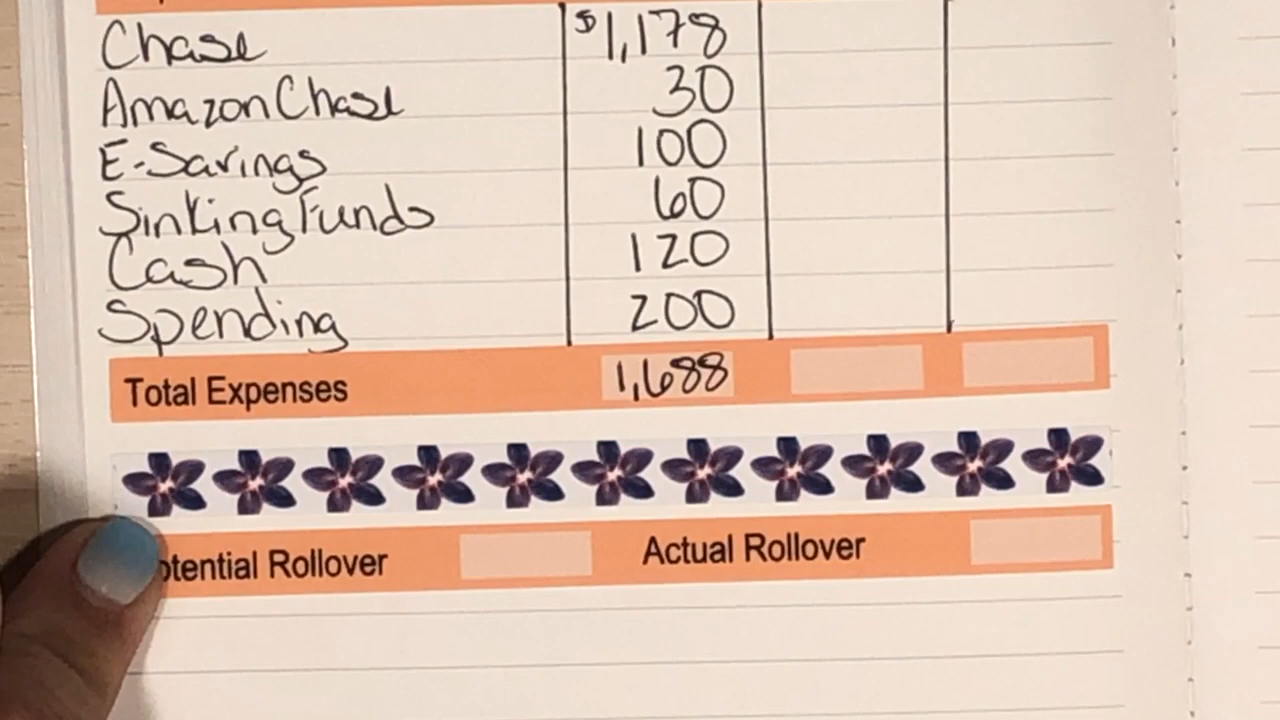 Chase $1,178
Amazon Chase 30
E-Savings 100
Sinking Funds 60
Cash 120
Spending 200
Total Expenses 1,688
otential Rollover Actual Rollover